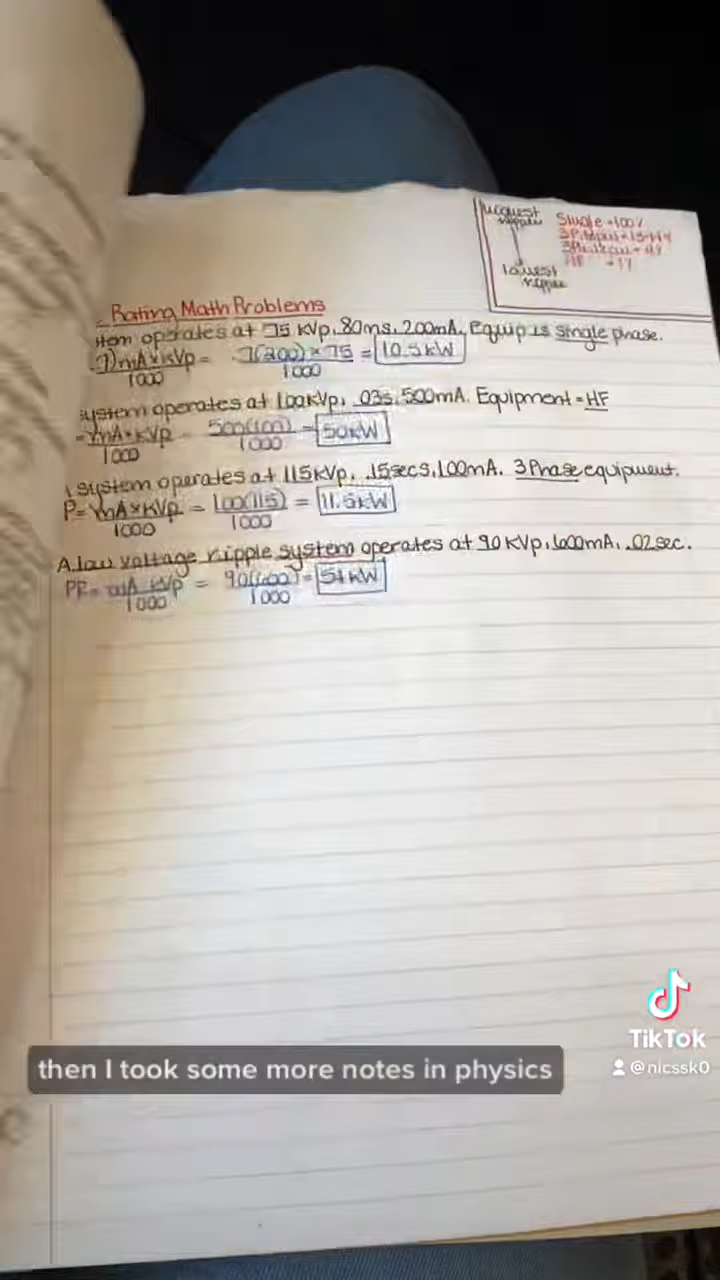 Highest
ripple
Single = 100%
lowest
ripple
Rating Math Problems
stem operates at 75 kVp, 80ms, 200mA. Equip is single phase.
.7)mA×kVp = .7(200)×75 = 10.5kW
1000 1000
system operates at 100kVp, .03s, 500mA. Equipment = HF
= mA×kVp = 500(100) = 50kW
1000 1000
system operates at 115kVp, .15secs, 100mA. 3 Phase equipment.
P= mA×kVp = 100(115) = 11.5kW
1000 1000
A low voltage ripple system operates at 90kVp, 600mA, .02sec.
PR= mA kVp = 90(600) = 54kW
1000 1000
TikTok
@nicssk0
then I took some more notes in physics